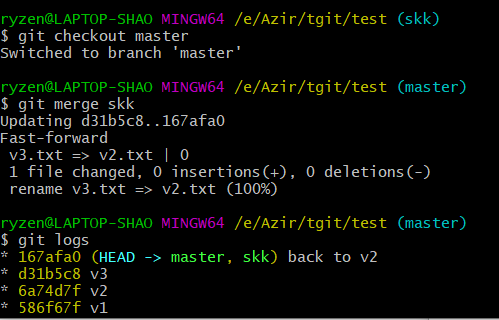 ryzen@LAPTOP-SHAO MINGW64 /e/Azir/tgit/test (skk)
$ git checkout master
Switched to branch 'master'
ryzen@LAPTOP-SHAO MINGW64 /e/Azir/tgit/test (master)
$ git merge skk
Updating d31b5c8..167afa0
Fast-forward
 v3.txt => v2.txt | 0
 1 file changed, 0 insertions(+), 0 deletions(-)
 rename v3.txt => v2.txt (100%)
ryzen@LAPTOP-SHAO MINGW64 /e/Azir/tgit/test (master)
$ git logs
* 167afa0 (HEAD -> master, skk) back to v2
* d31b5c8 v3
* 6a74d7f v2
* 586f67f v1